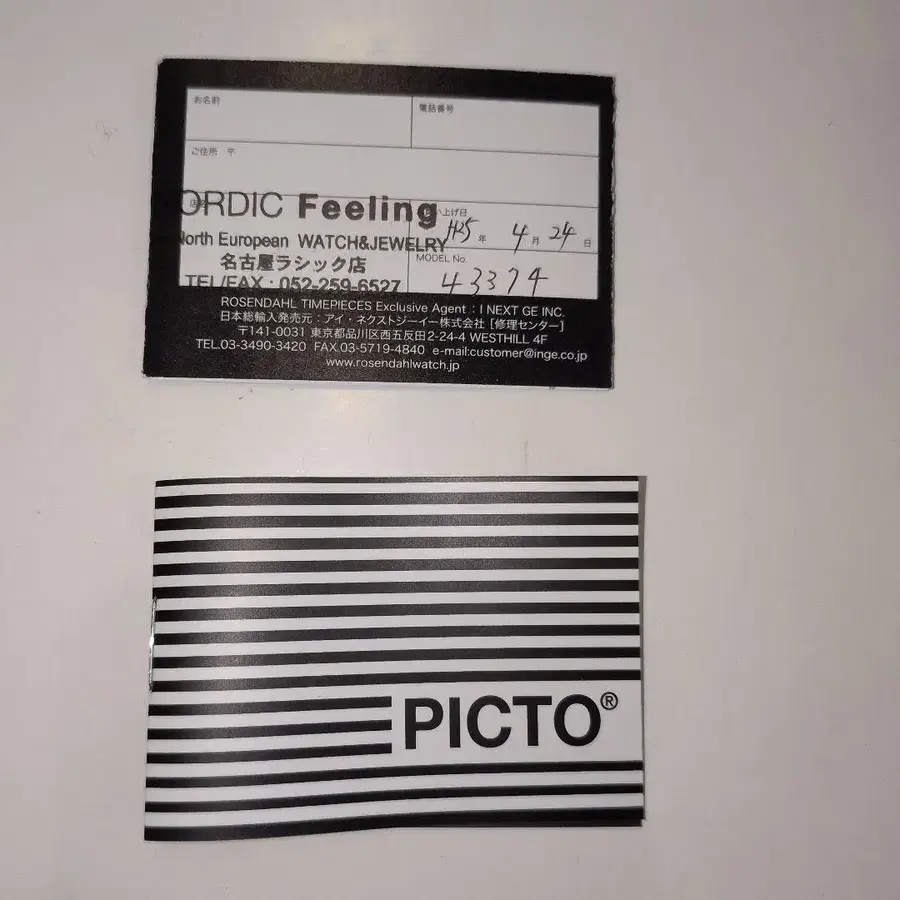 お名前
電話番号
ご住所 〒
ORDIC Feeling
い上げ日
H25 年 4 月 24 日
North European WATCH&JEWELRY
MODEL No.
名古屋ラシック店
43374
TEL/FAX・052-259-6527
ROSENDAHL TIMEPIECES Exclusive Agent : I NEXT GE INC.
日本総輸入発売元：アイ・ネクストジーイー株式会社 [修理センター]
〒141-0031 東京都品川区西五反田2-24-4 WESTHILL 4F
TEL.03-3490-3420 FAX.03-5719-4840 e-mail:customer@inge.co.jp
www.rosendahlwatch.jp
PICTO®